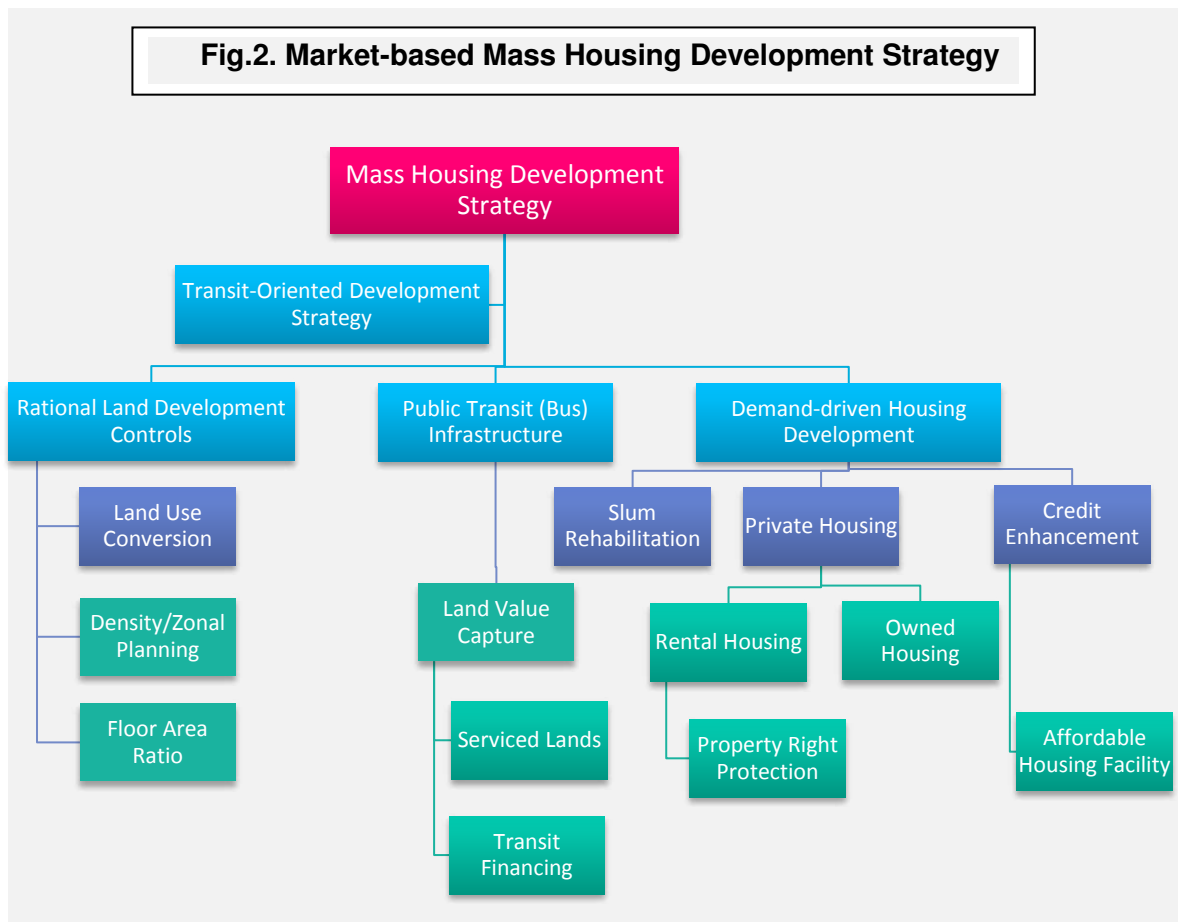 Fig.2. Market-based Mass Housing Development Strategy
Mass Housing Development
Strategy
Transit-Oriented Development
Strategy
Rational Land Development
Controls
Public Transit (Bus)
Infrastructure
Demand-driven Housing
Development
Land Use
Conversion
Density/Zonal
Planning
Floor Area
Ratio
Land Value
Capture
Serviced Lands
Transit
Financing
Slum
Rehabilitation
Private Housing
Credit
Enhancement
Rental Housing
Owned
Housing
Property Right
Protection
Affordable
Housing Facility